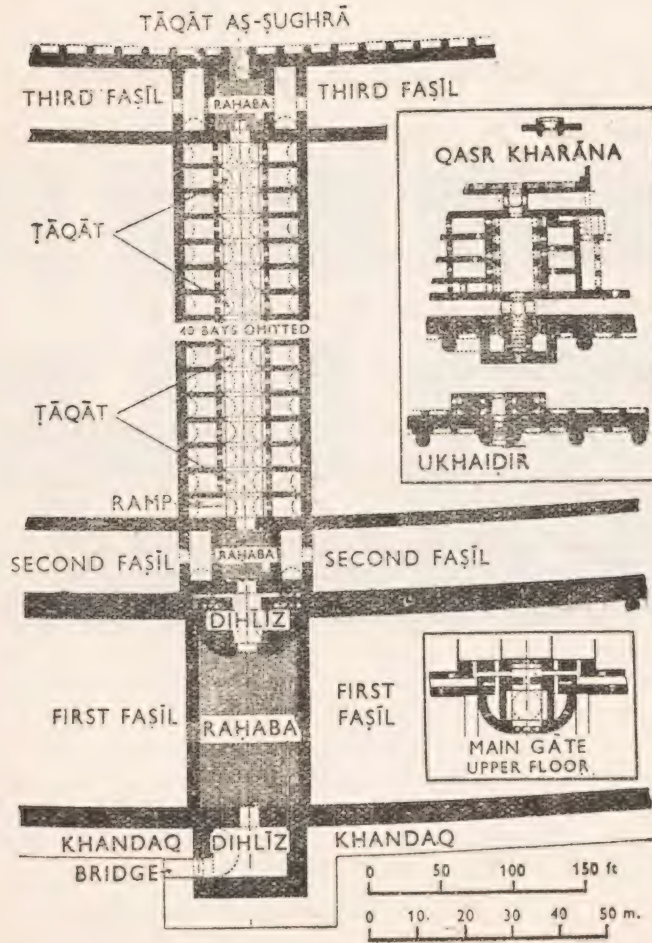 ṬĀQĀT AṢ-ṢUGHRĀ
THIRD FAṢĪL
RAHABA
THIRD FAṢĪL
QASR KHARĀNA
ṬĀQĀT
40 BAYS OMITTED
ṬĀQĀT
UKHAIḌIR
RAMP
SECOND FAṢĪL
RAHABA
SECOND FAṢĪL
DIHLĪZ
FIRST FAṢĪL
RAHABA
FIRST
FAṢĪL
MAIN GATE
UPPER FLOOR
KHANDAQ
DIHLĪZ
KHANDAQ
BRIDGE
0 50 100 150 ft
0 10. 20 30 40 50 m.